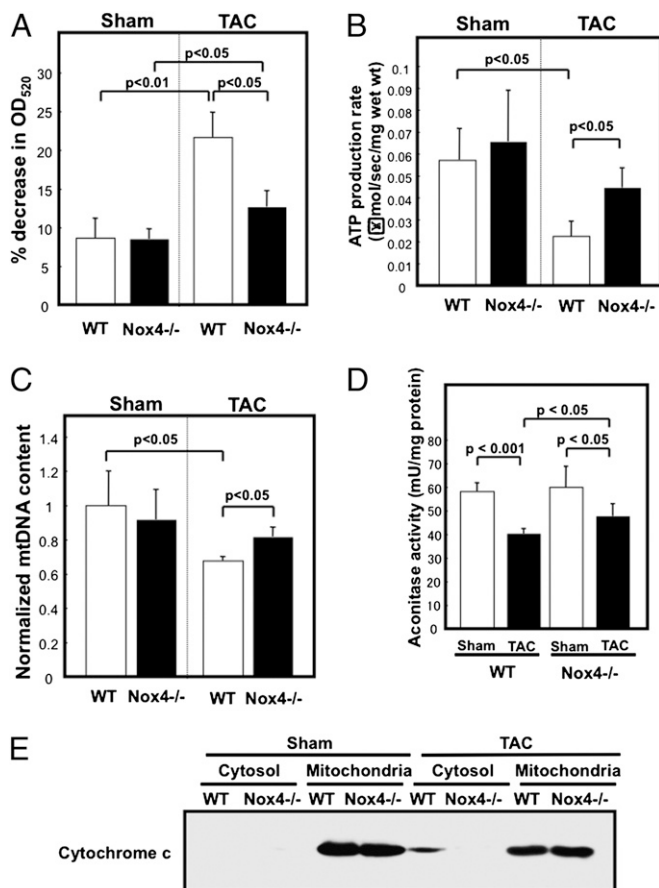 A
Sham TAC
% decrease in OD520
35
30
25
20
15
10
5
0
p<0.05
p<0.01
p<0.05
WT Nox4-/- WT Nox4-/-
B
Sham TAC
ATP production rate
(mol/sec/mg wet wt)
0.1
0.09
0.08
0.07
0.06
0.05
0.04
0.03
0.02
0.01
0
p<0.05
p<0.05
WT Nox4-/- WT Nox4-/-
C
Sham TAC
Normalized mtDNA content
1.4
1.2
1
0.8
0.6
0.4
0.2
0
p<0.05
p<0.05
WT Nox4-/- WT Nox4-/-
D
Aconitase activity (mU/mg protein)
80
70
60
50
40
30
20
10
0
p < 0.05
p < 0.001
p < 0.05
Sham TAC Sham TAC
WT Nox4-/-
E
Sham TAC
Cytosol Mitochondria Cytosol Mitochondria
WT Nox4-/- WT Nox4-/- WT Nox4-/- WT Nox4-/-
Cytochrome c